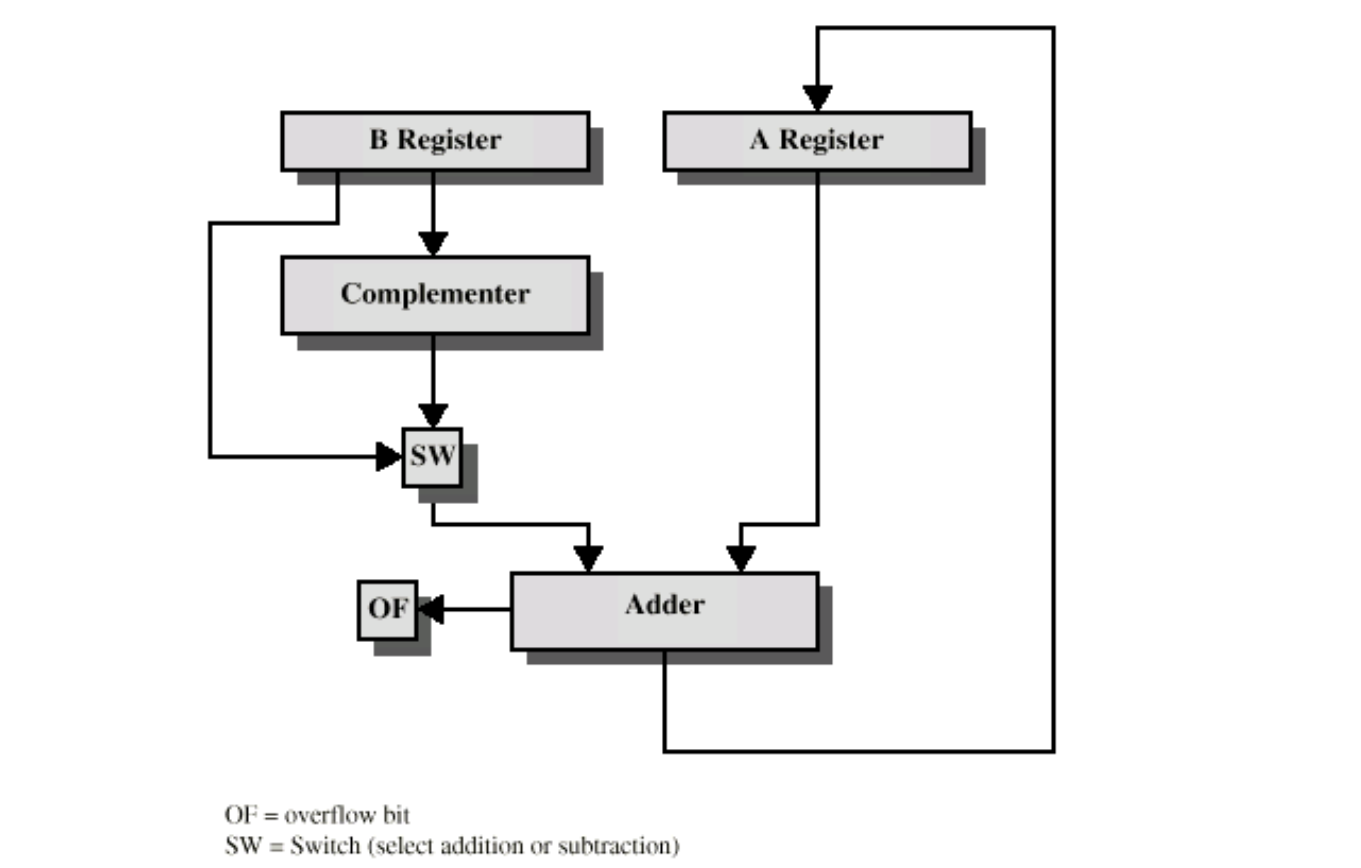 B Register
A Register
Complementer
SW
OF
Adder
OF = overflow bit
SW = Switch (select addition or subtraction)